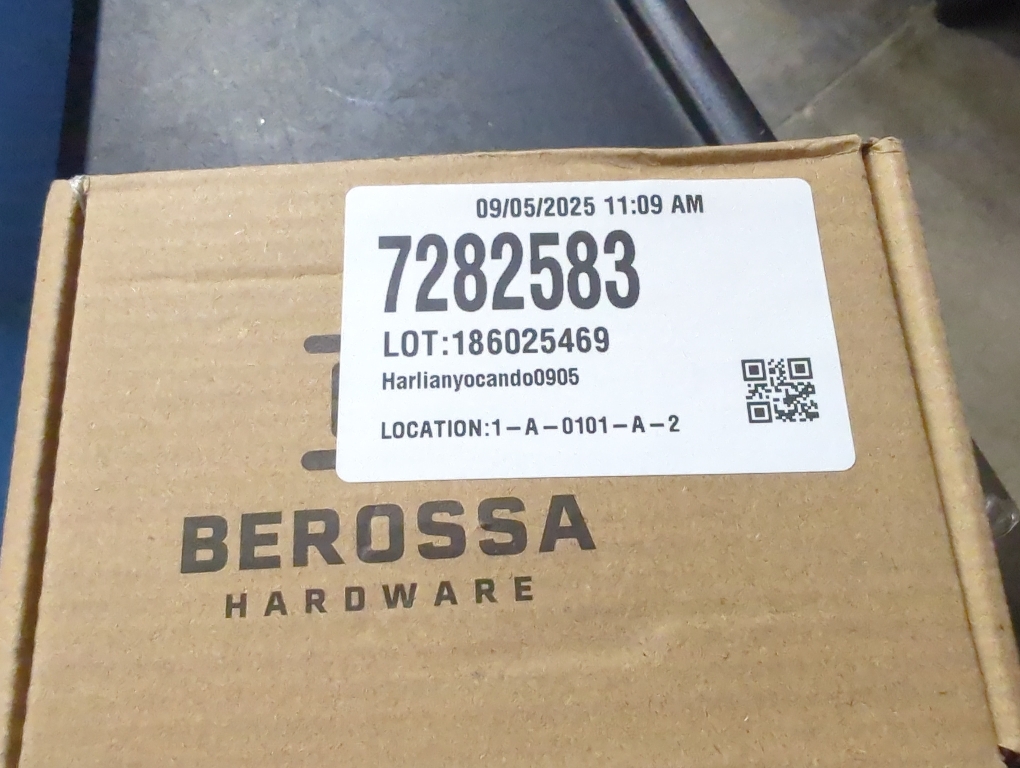 09/05/2025 11:09 AM
7282583
LOT:186025469
Harlianyocando0905
LOCATION:1-A-0101-A-2
BEROSSA
HARDWARE